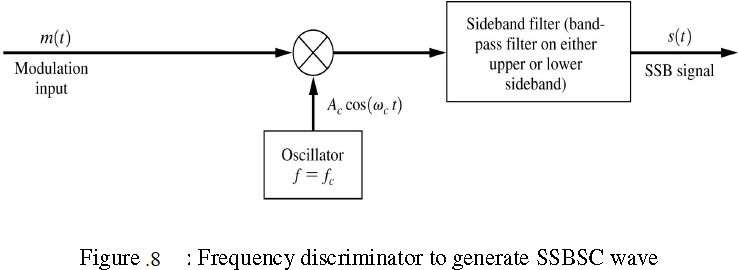 m(t)
Modulation
input
A_c cos(ω_c t)
Oscillator
f = f_c
Sideband filter (band-
pass filter on either
upper or lower
sideband)
s(t)
SSB signal
Figure .8 : Frequency discriminator to generate SSBSC wave